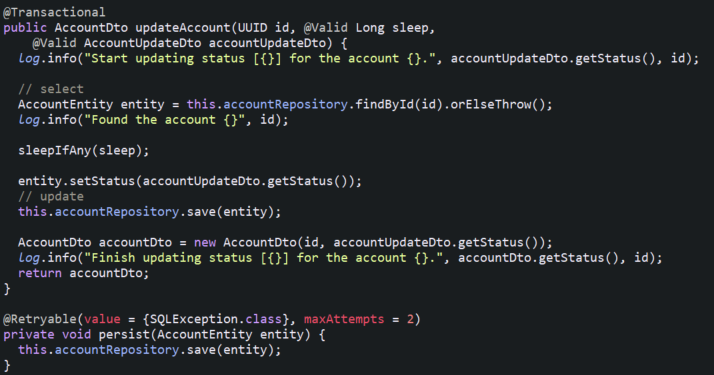 @Transactional
public AccountDto updateAccount(UUID id, @Valid Long sleep,
    @Valid AccountUpdateDto accountUpdateDto) {
  log.info("Start updating status [{}] for the account {}.", accountUpdateDto.getStatus(), id);

  // select
  AccountEntity entity = this.accountRepository.findById(id).orElseThrow();
  log.info("Found the account {}", id);

  sleepIfAny(sleep);

  entity.setStatus(accountUpdateDto.getStatus());
  // update
  this.accountRepository.save(entity);

  AccountDto accountDto = new AccountDto(id, accountUpdateDto.getStatus());
  log.info("Finish updating status [{}] for the account {}.", accountDto.getStatus(), id);
  return accountDto;
}

@Retryable(value = {SQLException.class}, maxAttempts = 2)
private void persist(AccountEntity entity) {
  this.accountRepository.save(entity);
}